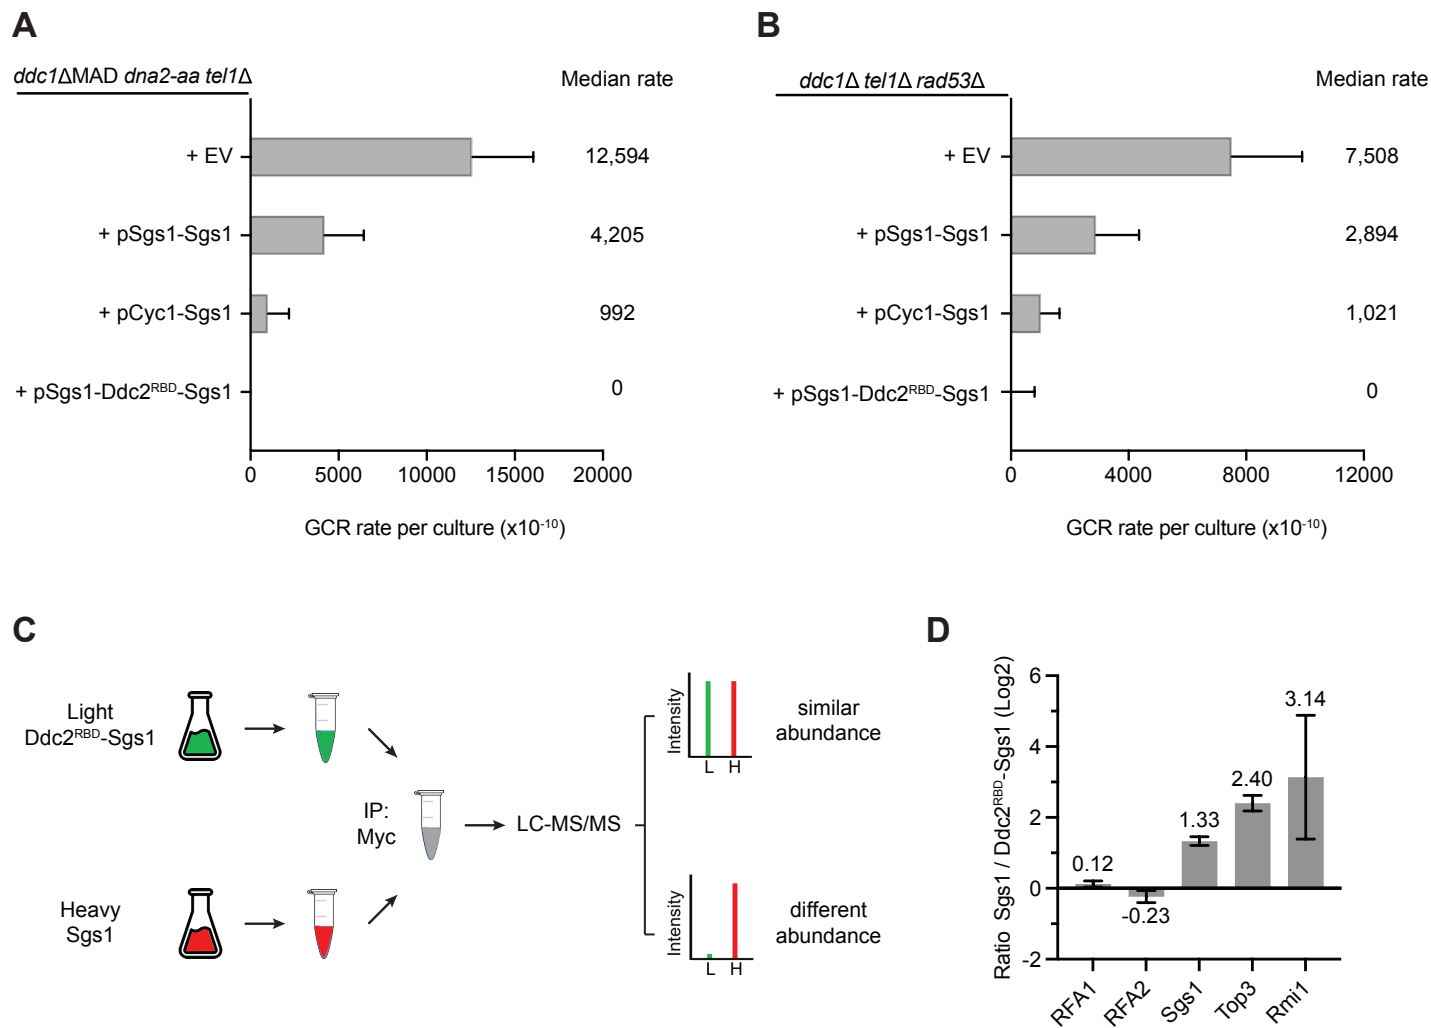 A
ddc1ΔMAD dna2-aa tel1Δ
Median rate
+ EV
12,594
+ pSgs1-Sgs1
4,205
+ pCyc1-Sgs1
992
+ pSgs1-Ddc2RBD-Sgs1
0
0 5000 10000 15000 20000
GCR rate per culture (x10-10)
B
ddc1Δ tel1Δ rad53Δ
Median rate
+ EV
7,508
+ pSgs1-Sgs1
2,894
+ pCyc1-Sgs1
1,021
+ pSgs1-Ddc2RBD-Sgs1
0
0 4000 8000 12000
GCR rate per culture (x10-10)
C
Light
Ddc2RBD-Sgs1
Heavy
Sgs1
IP:
Myc
LC-MS/MS
Intensity
L H
similar
abundance
Intensity
L H
different
abundance
D
Ratio Sgs1 / Ddc2RBD-Sgs1 (Log2)
6
4
2
0
-2
0.12
-0.23
1.33
2.40
3.14
RFA1
RFA2
Sgs1
Top3
Rmi1